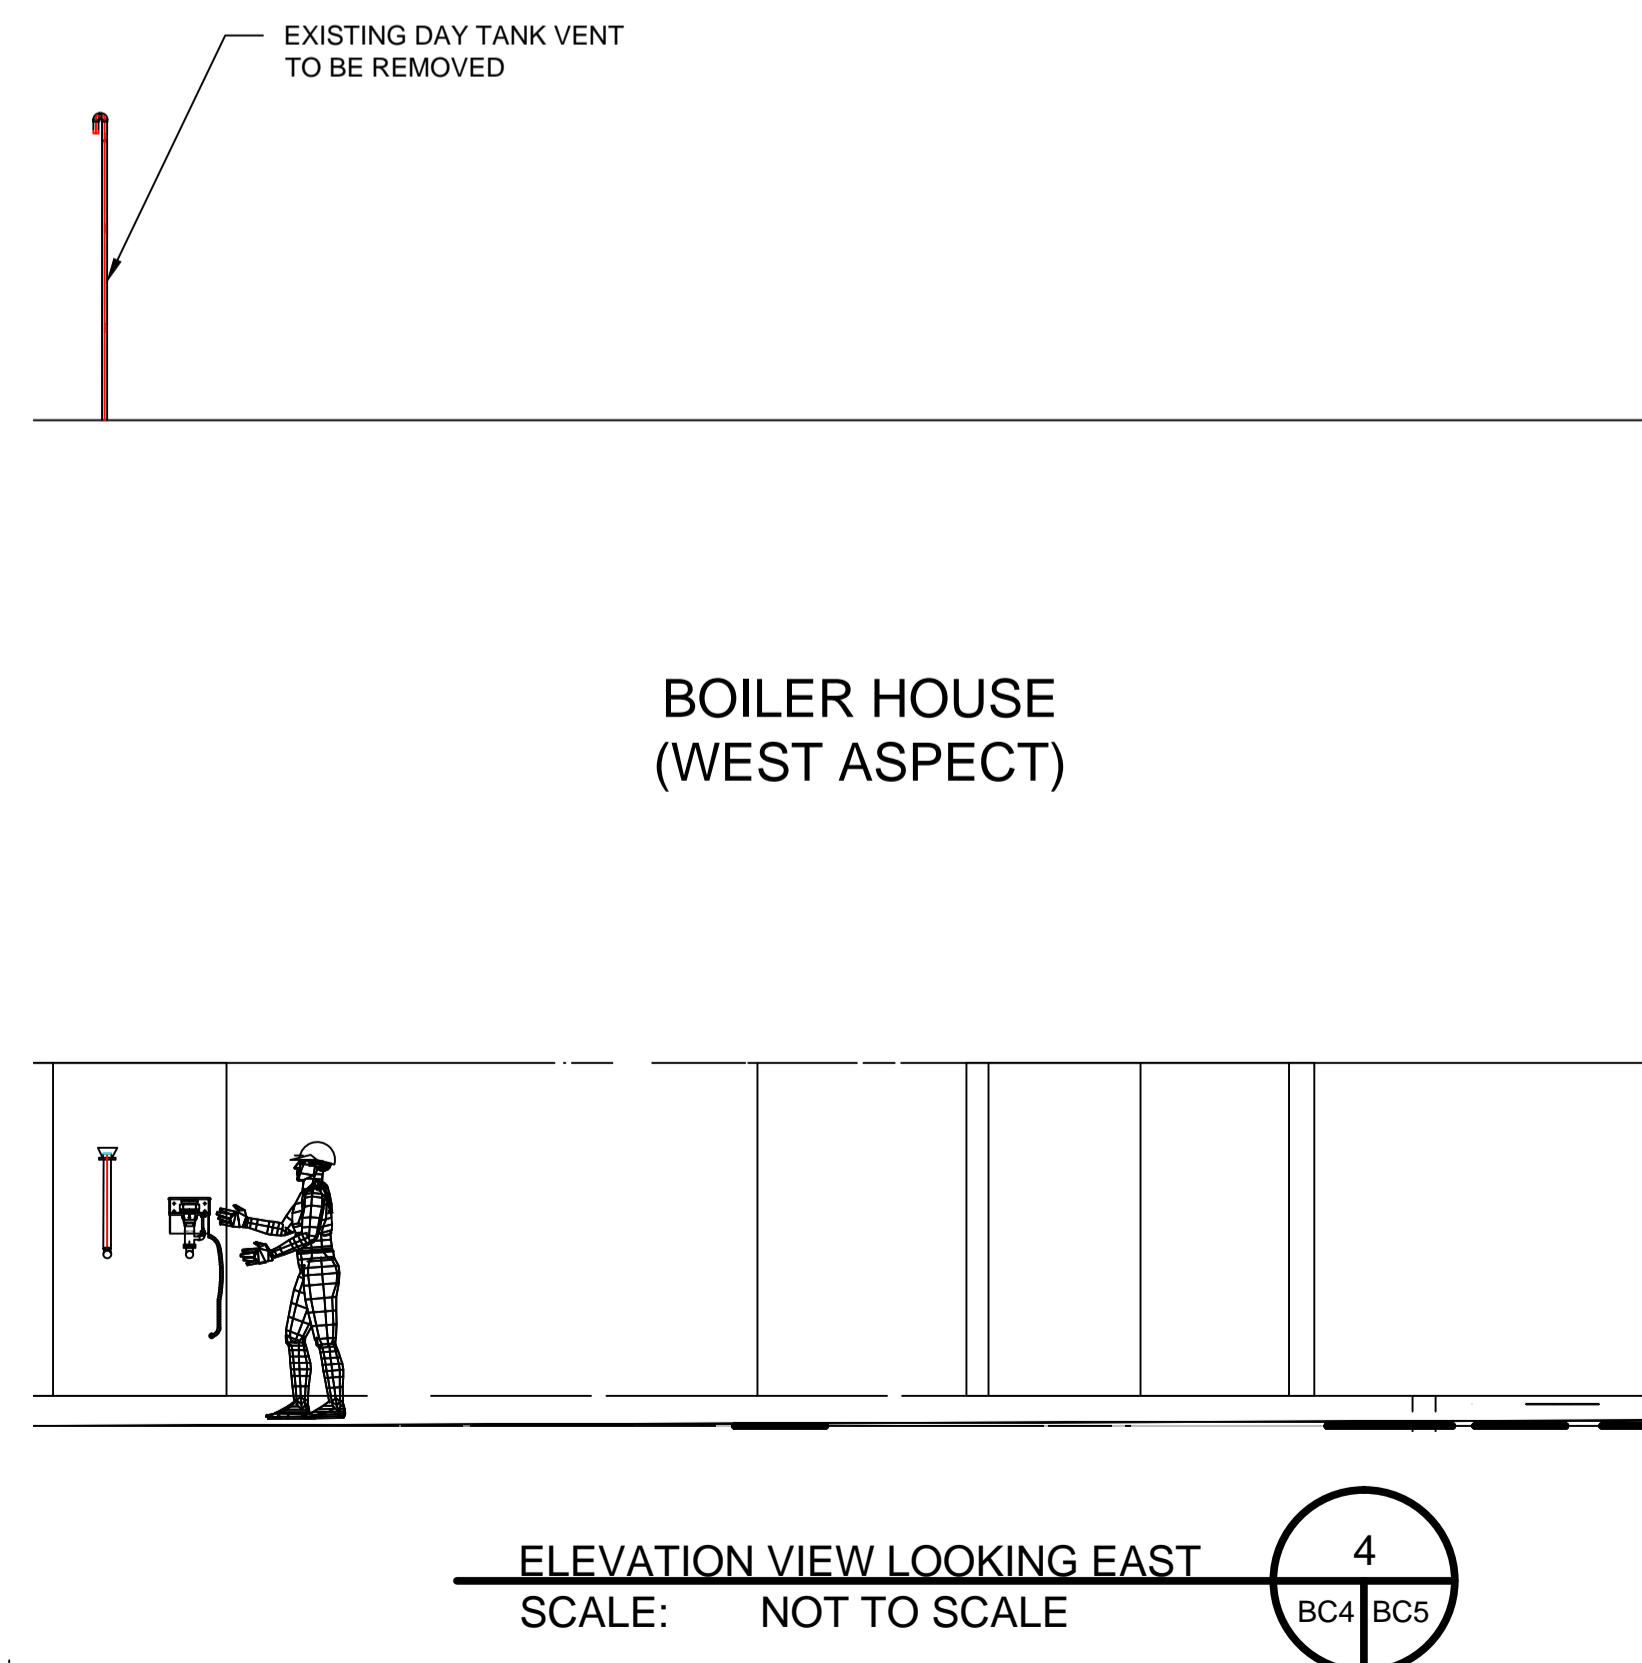 EXISTING DAY TANK VENT
TO BE REMOVED
BOILER HOUSE
(WEST ASPECT)
ELEVATION VIEW LOOKING EAST
SCALE: NOT TO SCALE
4
BC4 BC5